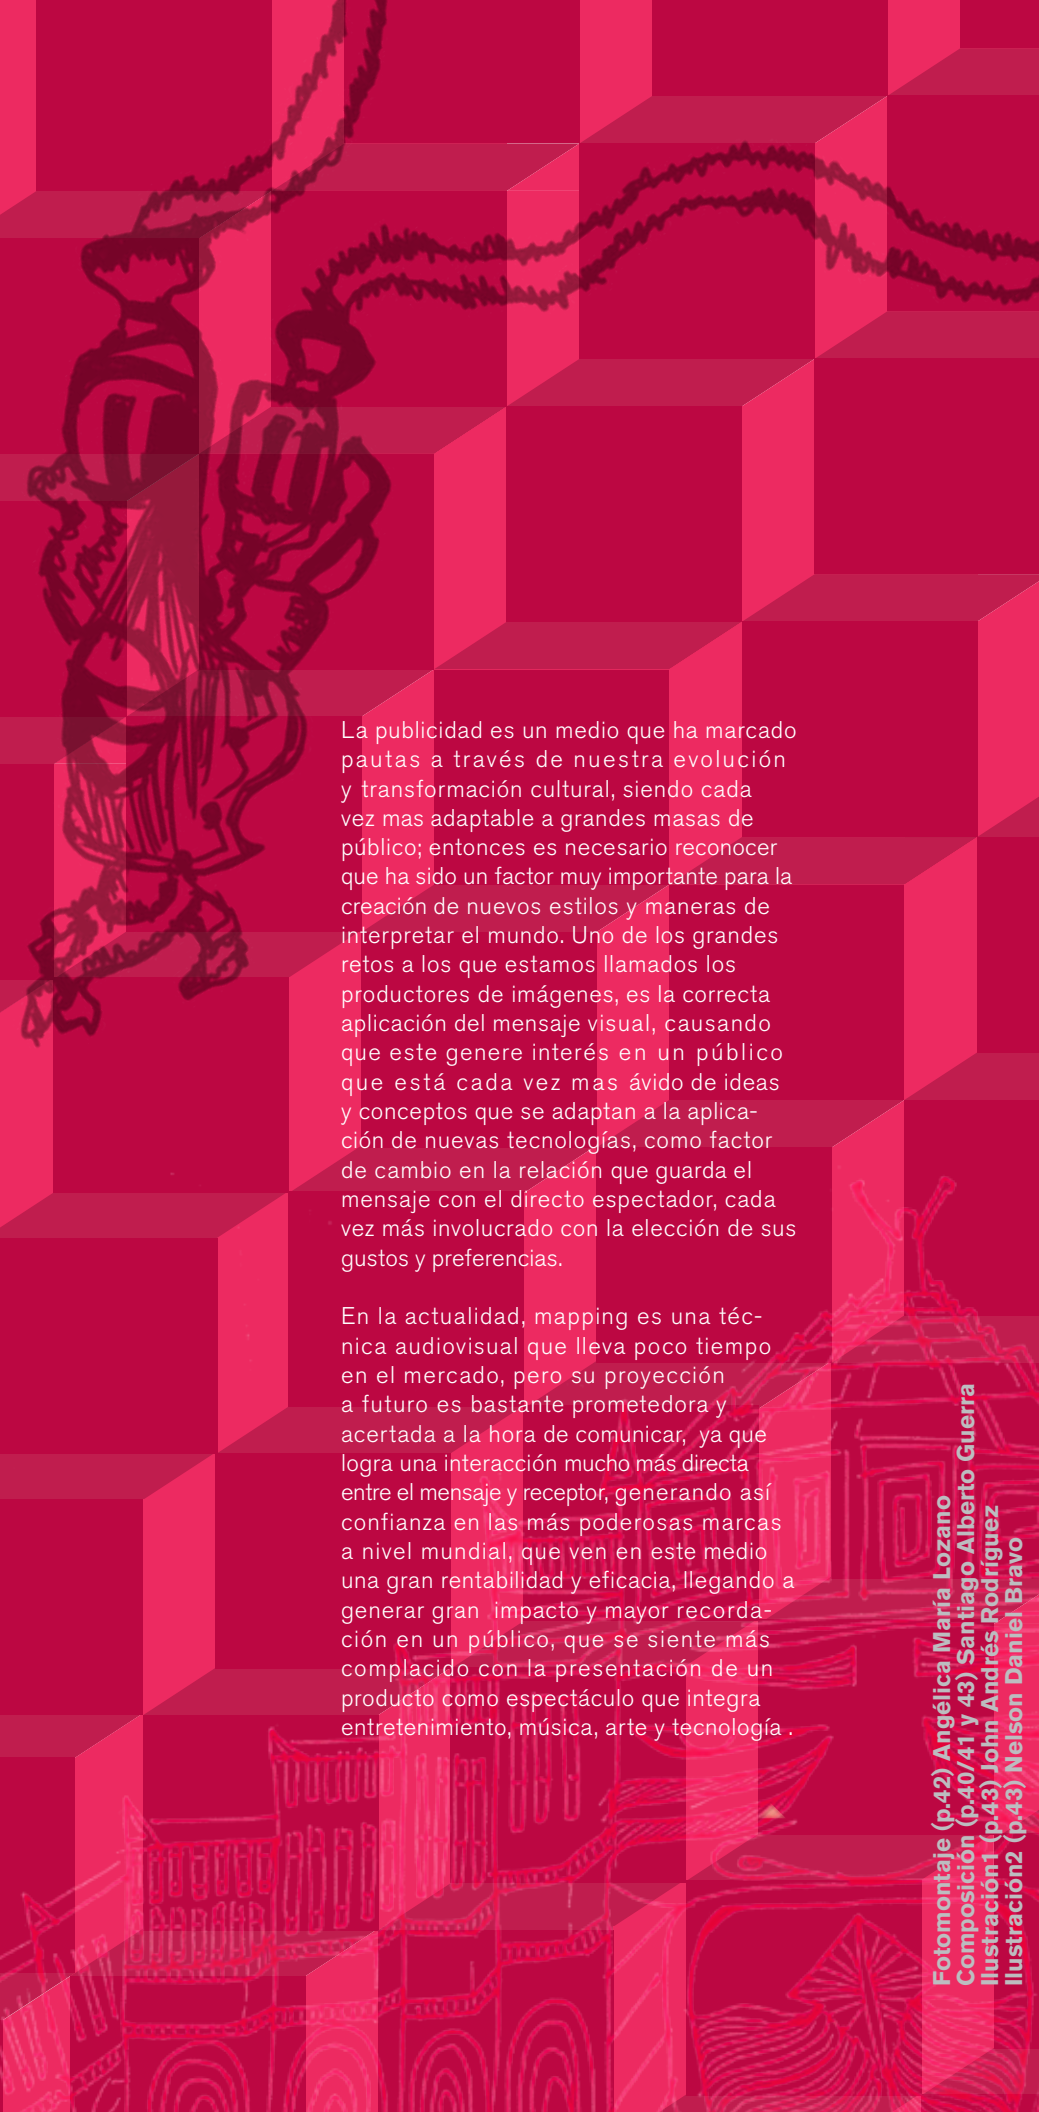 La publicidad es un medio que ha marcado
pautas a través de nuestra evolución
y transformación cultural, siendo cada
vez mas adaptable a grandes masas de
público; entonces es necesario reconocer
que ha sido un factor muy importante para la
creación de nuevos estilos y maneras de
interpretar el mundo. Uno de los grandes
retos a los que estamos llamados los
productores de imágenes, es la correcta
aplicación del mensaje visual, causando
que este genere interés en un público
que está cada vez mas ávido de ideas
y conceptos que se adaptan a la aplica-
ción de nuevas tecnologías, como factor
de cambio en la relación que guarda el
mensaje con el directo espectador, cada
vez más involucrado con la elección de sus
gustos y preferencias.
En la actualidad, mapping es una téc-
nica audiovisual que lleva poco tiempo
en el mercado, pero su proyección
a futuro es bastante prometedora y
acertada a la hora de comunicar, ya que
logra una interacción mucho más directa
entre el mensaje y receptor, generando así
confianza en las más poderosas marcas
a nivel mundial, que ven en este medio
una gran rentabilidad y eficacia, llegando a
generar gran impacto y mayor recorda-
ción en un público, que se siente más
complacido con la presentación de un
producto como espectáculo que integra
entretenimiento, música, arte y tecnología .
Fotomontaje (p.42) Angélica María Lozano
Composición (p.40/41 y 43) Santiago Alberto Guerra
Ilustración1 (p.43) John Andrés Rodríguez
Ilustración2 (p.43) Nelson Daniel Bravo